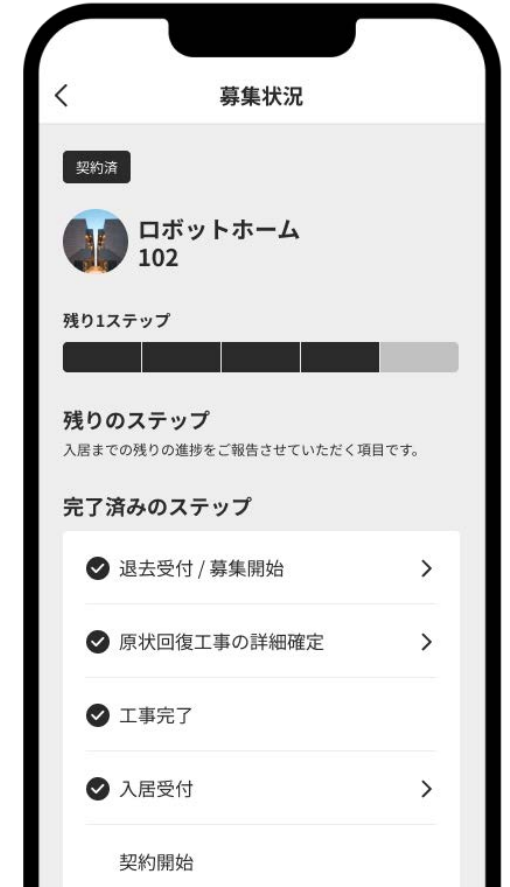 募集状況
契約済
ロボットホーム
102
残り1ステップ
残りのステップ
入居までの残りの進捗をご報告させていただく項目です。
完了済みのステップ
退去受付 / 募集開始
原状回復工事の詳細確定
工事完了
入居受付
契約開始